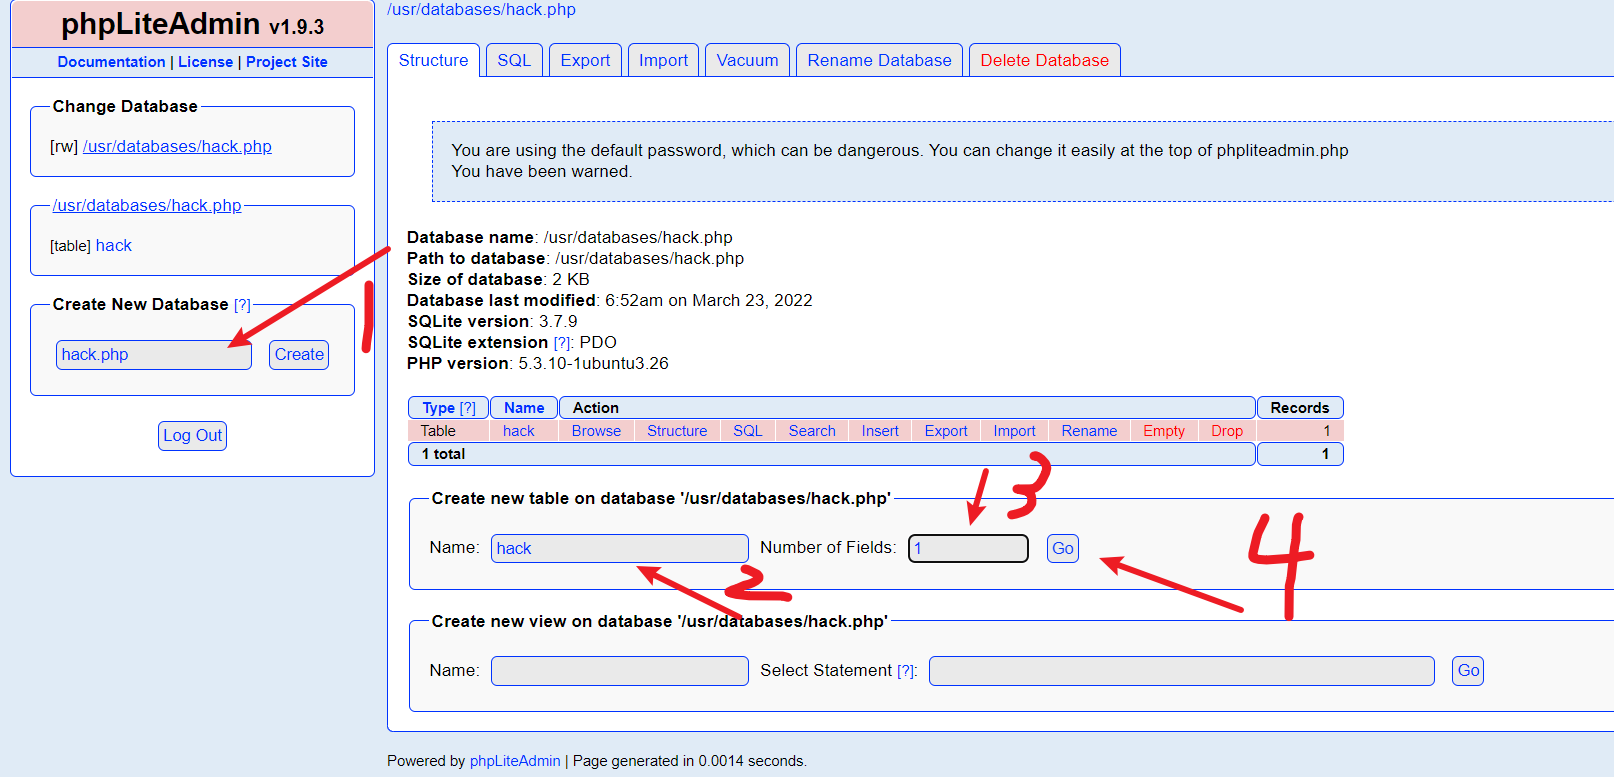 phpLiteAdmin v1.9.3
Documentation | License | Project Site
Change Database
[rw] /usr/databases/hack.php
/usr/databases/hack.php
[table] hack
Create New Database [?]
hack.php Create
Log Out
1
/usr/databases/hack.php
Structure SQL Export Import Vacuum Rename Database Delete Database
You are using the default password, which can be dangerous. You can change it easily at the top of phpliteadmin.php
You have been warned.
Database name: /usr/databases/hack.php
Path to database: /usr/databases/hack.php
Size of database: 2 KB
Database last modified: 6:52am on March 23, 2022
SQLite version: 3.7.9
SQLite extension [?]: PDO
PHP version: 5.3.10-1ubuntu3.26
Type [?] Name Action Records
Table hack Browse Structure SQL Search Insert Export Import Rename Empty Drop 1
1 total 1
3
Create new table on database '/usr/databases/hack.php'
Name: hack Number of Fields: 1 Go
4
2
Create new view on database '/usr/databases/hack.php'
Name: Select Statement [?]: Go
Powered by phpLiteAdmin | Page generated in 0.0014 seconds.